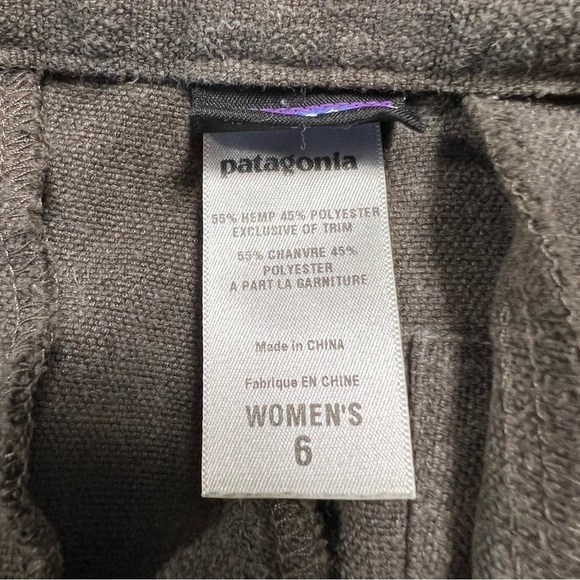 patagonia
55% HEMP 45% POLYESTER
EXCLUSIVE OF TRIM
55% CHANVRE 45%
POLYESTER
A PART LA GARNITURE
Made in CHINA
Fabrique EN CHINE
WOMEN'S
6